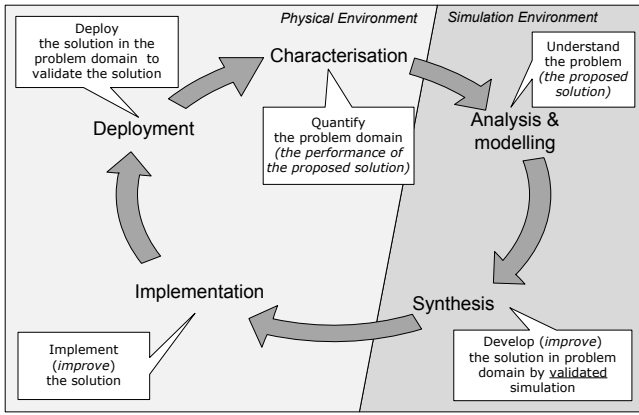 Physical Environment
Simulation Environment
Deploy
the solution in the
problem domain to
validate the solution
Characterisation
Understand
the problem
(the proposed
solution)
Deployment
Quantify
the problem domain
(the performance of
the proposed solution)
Analysis &
modelling
Implementation
Synthesis
Implement
(improve)
the solution
Develop (improve)
the solution in problem
domain by validated
simulation